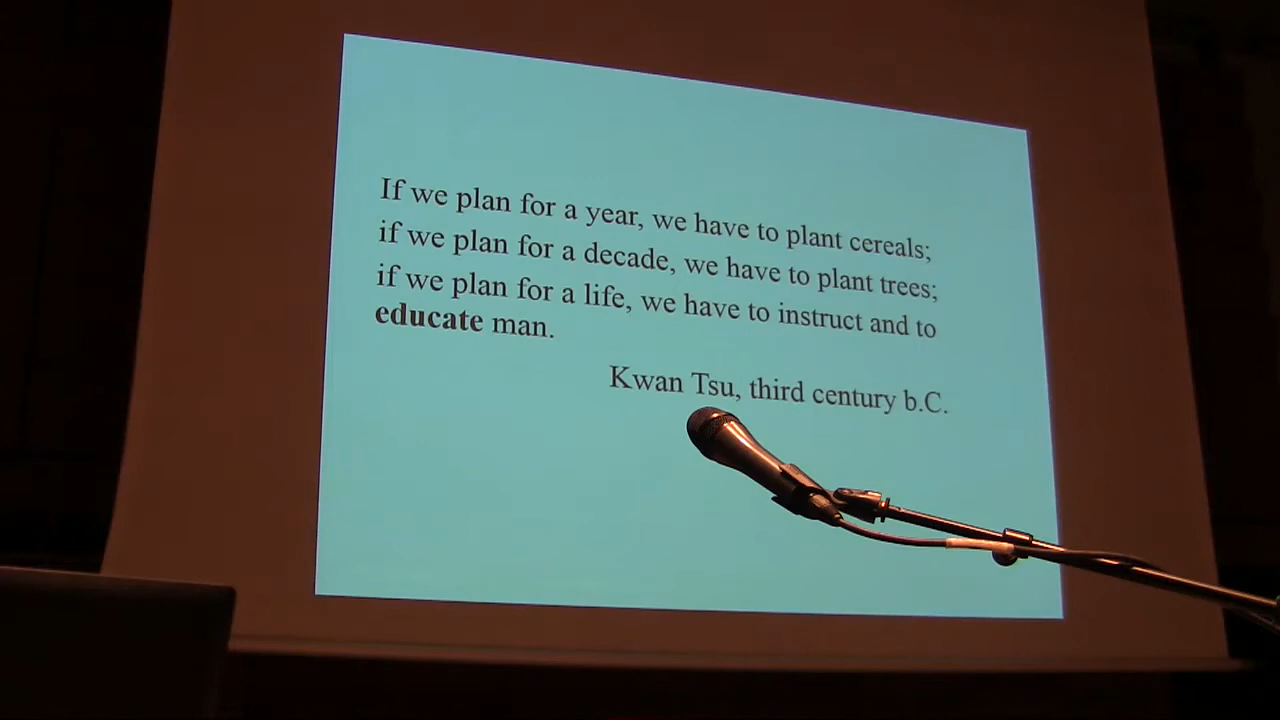 If we plan for a year, we have to plant cereals;
if we plan for a decade, we have to plant trees;
if we plan for a life, we have to instruct and to
educate man.
Kwan Tsu, third century b.C.